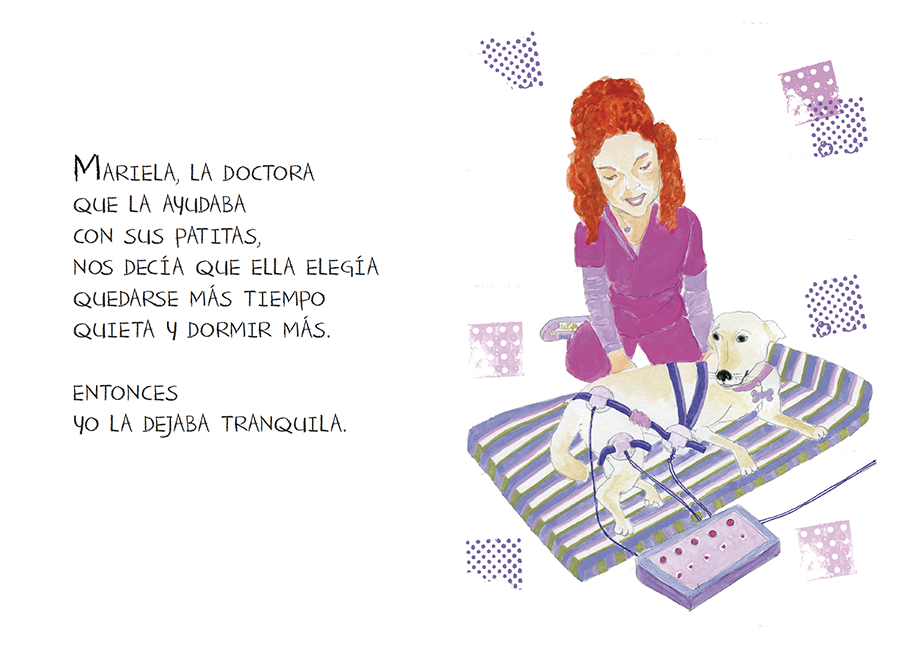 MARIELA, LA DOCTORA
QUE LA AYUDABA
CON SUS PATITAS,
NOS DECÍA QUE ELLA ELEGÍA
QUEDARSE MÁS TIEMPO
QUIETA Y DORMIR MÁS.
ENTONCES
YO LA DEJABA TRANQUILA.